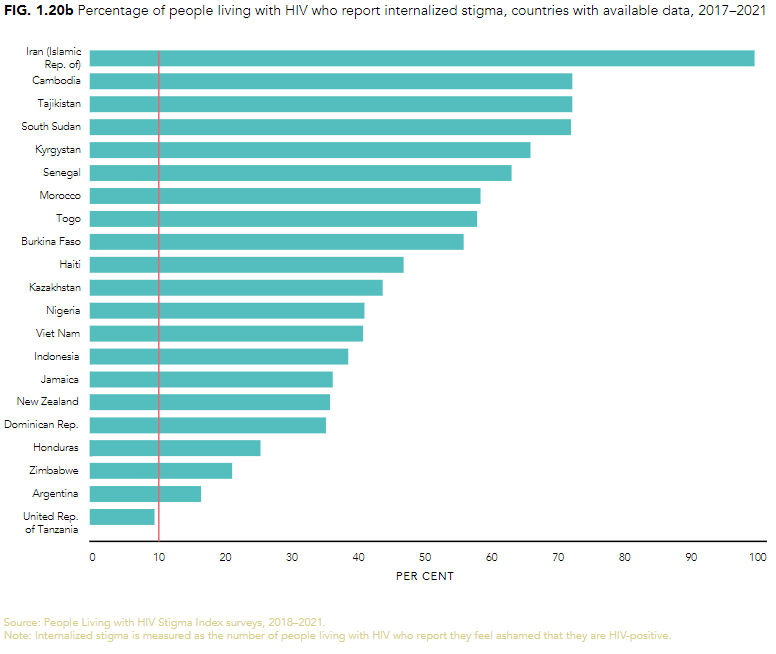 FIG. 1.20b Percentage of people living with HIV who report internalized stigma, countries with available data, 2017–2021
Iran (Islamic
Rep. of)
Cambodia
Tajikistan
South Sudan
Kyrgystan
Senegal
Morocco
Togo
Burkina Faso
Haiti
Kazakhstan
Nigeria
Viet Nam
Indonesia
Jamaica
New Zealand
Dominican Rep.
Honduras
Zimbabwe
Argentina
United Rep.
of Tanzania
0 10 20 30 40 50 60 70 80 90 100
PER CENT
Source: People Living with HIV Stigma Index surveys, 2018–2021.
Note: Internalized stigma is measured as the number of people living with HIV who report they feel ashamed that they are HIV-positive.